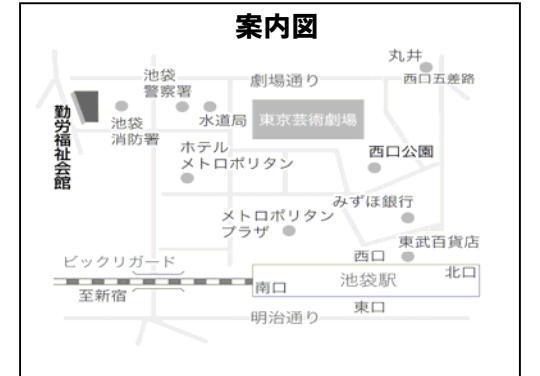 案内図
丸井
西口五差路
劇場通り
池袋
警察署
池袋
消防署
水道局
東京芸術劇場
勤労福祉会館
ホテル
メトロポリタン
西口公園
みずほ銀行
メトロポリタン
プラザ
東武百貨店
西口
ビックリガード
北口
池袋駅
南口
至新宿
東口
明治通り